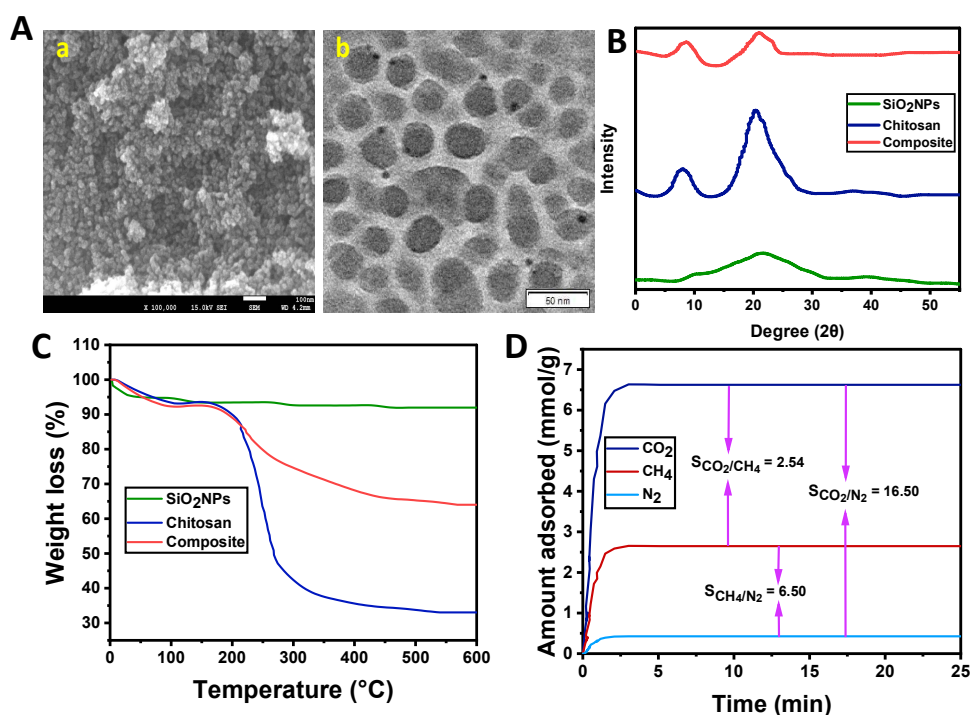 A
a
X 100,000 15.0kV SEI SEM WD 4.2mm
100nm
b
50 nm
B
Intensity
SiO₂NPs
Chitosan
Composite
0 10 20 30 40 50
Degree (2θ)
C
Weight loss (%)
110
100
90
80
70
60
50
40
30
SiO₂NPs
Chitosan
Composite
0 100 200 300 400 500 600
Temperature (°C)
D
Amount adsorbed (mmol/g)
7
6
5
4
3
2
1
0
CO₂
CH₄
N₂
S CO₂/CH₄ = 2.54
S CO₂/N₂ = 16.50
S CH₄/N₂ = 6.50
0 5 10 15 20 25
Time (min)